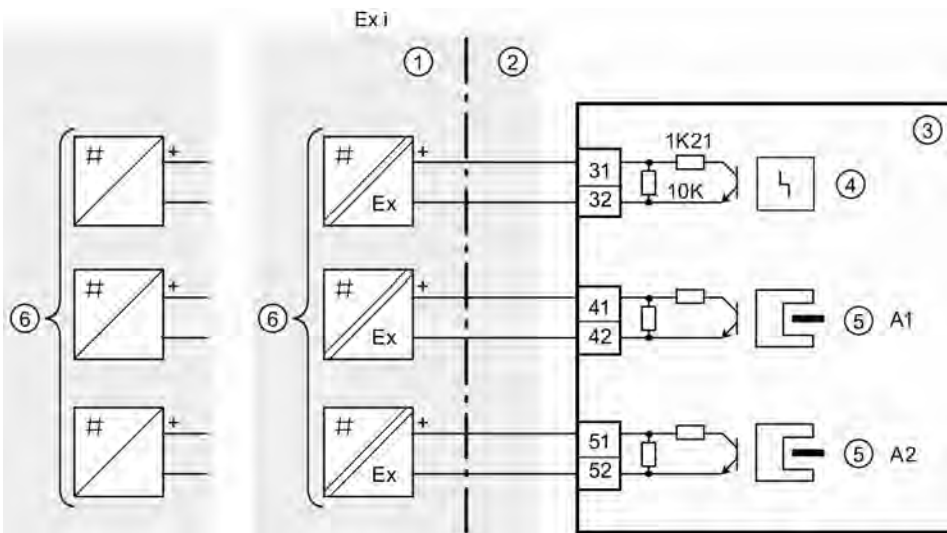 Ex i
1 2
3
# + # + Ex 31 32 1K21 10K 4
6 # + 6 # + Ex 41 42 5 A1
# + # + Ex 51 52 5 A2